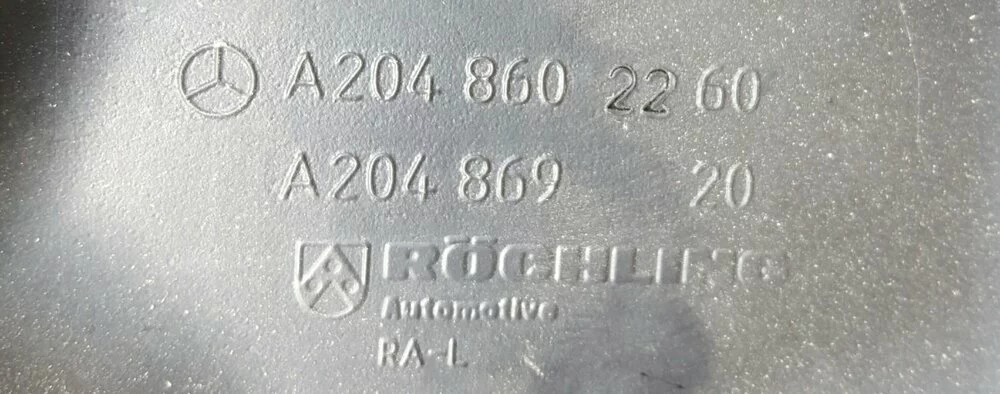 A204 860 22 60
A204 869 20
RÖCHLING
Automotive
RA-L